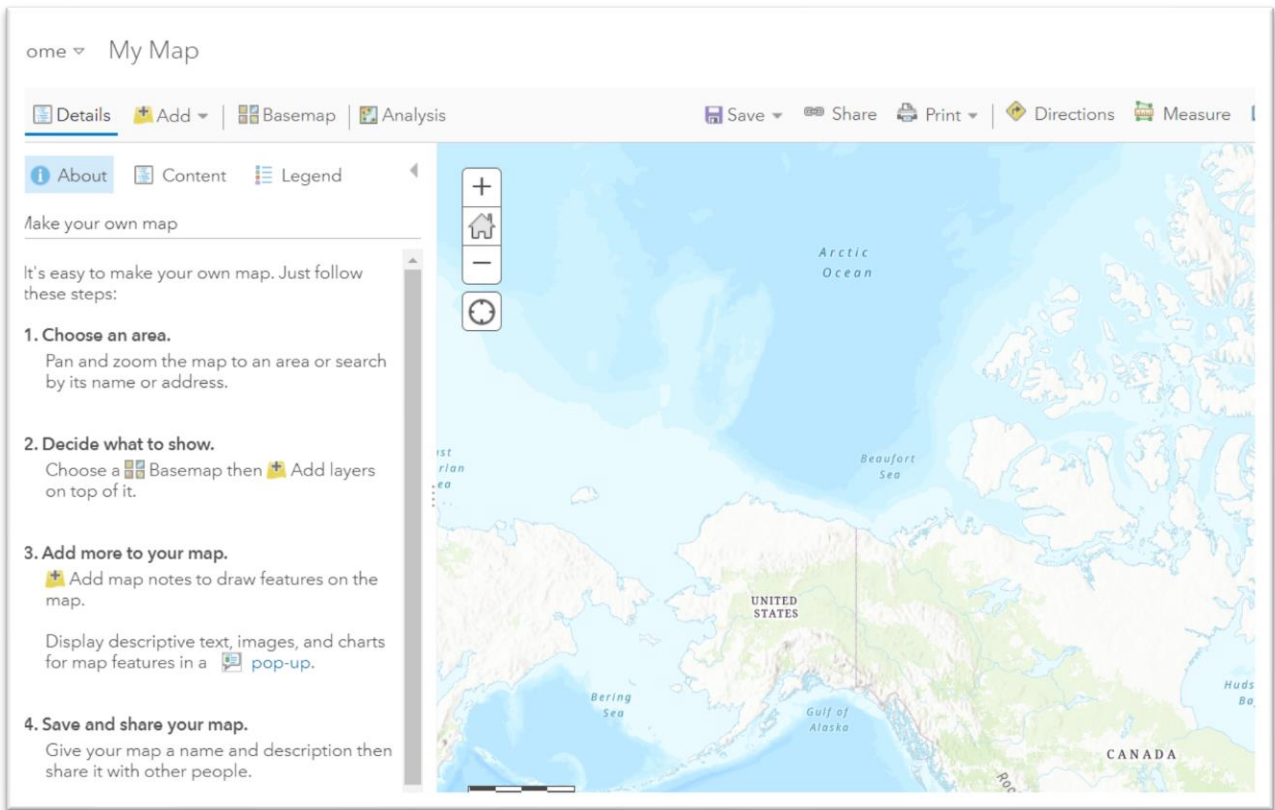 ome My Map
Details Add Basemap Analysis Save Share Print Directions Measure
About Content Legend
Make your own map
It's easy to make your own map. Just follow
these steps:
1. Choose an area.
Pan and zoom the map to an area or search
by its name or address.
2. Decide what to show.
Choose a Basemap then Add layers
on top of it.
3. Add more to your map.
Add map notes to draw features on the
map.
Display descriptive text, images, and charts
for map features in a pop-up.
4. Save and share your map.
Give your map a name and description then
share it with other people.
Arctic
Ocean
Beaufort
Sea
UNITED
STATES
Bering
Sea
Gulf of
Alaska
CANADA
Huds
Ba